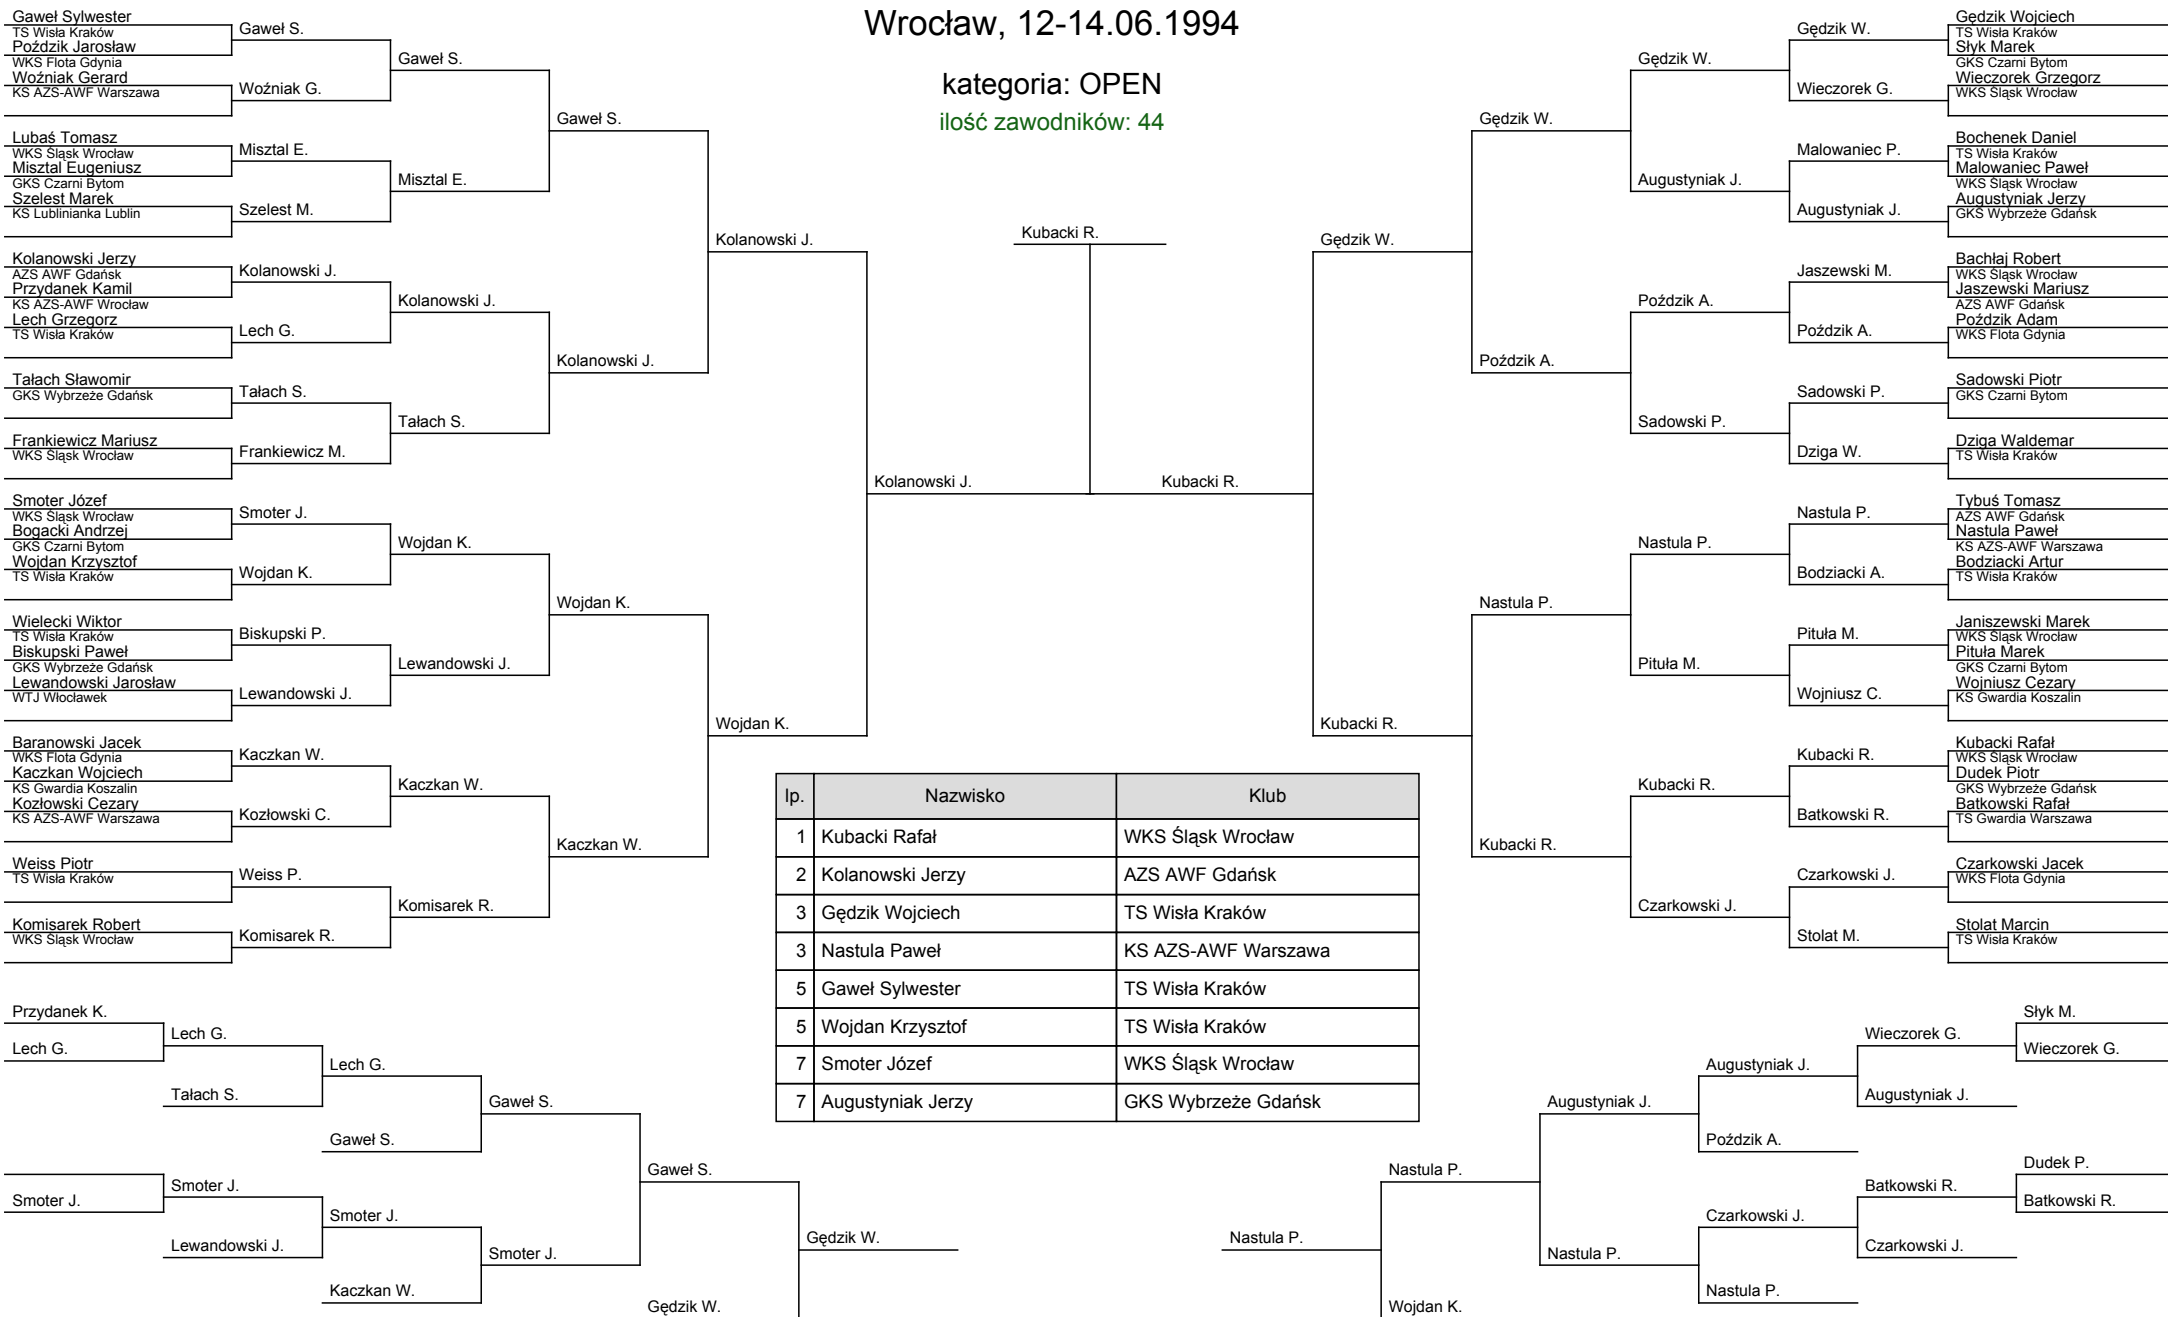 Wrocław, 12-14.06.1994
kategoria: OPEN
ilość zawodników: 44
Gaweł Sylwester
TS Wisła Kraków
Poździk Jarosław
WKS Flota Gdynia
Woźniak Gerard
KS AZS-AWF Warszawa
Lubaś Tomasz
WKS Śląsk Wrocław
Misztal Eugeniusz
GKS Czarni Bytom
Szelest Marek
KS Lublinianka Lublin
Kolanowski Jerzy
AZS AWF Gdańsk
Przydanek Kamil
KS AZS-AWF Wrocław
Lech Grzegorz
TS Wisła Kraków
Tałach Sławomir
GKS Wybrzeże Gdańsk
Frankiewicz Mariusz
WKS Śląsk Wrocław
Smoter Józef
WKS Śląsk Wrocław
Bogacki Andrzej
GKS Czarni Bytom
Wojdan Krzysztof
TS Wisła Kraków
Wielecki Wiktor
TS Wisła Kraków
Biskupski Paweł
GKS Wybrzeże Gdańsk
Lewandowski Jarosław
WTJ Włocławek
Baranowski Jacek
WKS Flota Gdynia
Kaczkan Wojciech
KS Gwardia Koszalin
Kozłowski Cezary
KS AZS-AWF Warszawa
Weiss Piotr
TS Wisła Kraków
Komisarek Robert
WKS Śląsk Wrocław
Gaweł S.
Woźniak G.
Misztal E.
Szelest M.
Kolanowski J.
Lech G.
Tałach S.
Frankiewicz M.
Smoter J.
Wojdan K.
Biskupski P.
Lewandowski J.
Kaczkan W.
Kozłowski C.
Weiss P.
Komisarek R.
Gaweł S.
Misztal E.
Kolanowski J.
Tałach S.
Wojdan K.
Lewandowski J.
Kaczkan W.
Komisarek R.
Gaweł S.
Kolanowski J.
Wojdan K.
Kaczkan W.
Kolanowski J.
Wojdan K.
Kolanowski J.
Kubacki R.
Kubacki R.
Gędzik W.
Kubacki R.
Gędzik W.
Poździk A.
Nastula P.
Kubacki R.
Gędzik W.
Augustyniak J.
Poździk A.
Sadowski P.
Nastula P.
Pituła M.
Kubacki R.
Czarkowski J.
Gędzik W.
Wieczorek G.
Malowaniec P.
Augustyniak J.
Jaszewski M.
Poździk A.
Sadowski P.
Dziga W.
Nastula P.
Bodziacki A.
Pituła M.
Wojniusz C.
Kubacki R.
Batkowski R.
Czarkowski J.
Stolat M.
Gędzik Wojciech
TS Wisła Kraków
Słyk Marek
GKS Czarni Bytom
Wieczorek Grzegorz
WKS Śląsk Wrocław
Bochenek Daniel
TS Wisła Kraków
Malowaniec Paweł
WKS Śląsk Wrocław
Augustyniak Jerzy
GKS Wybrzeże Gdańsk
Bachłaj Robert
WKS Śląsk Wrocław
Jaszewski Mariusz
AZS AWF Gdańsk
Poździk Adam
WKS Flota Gdynia
Sadowski Piotr
GKS Czarni Bytom
Dziga Waldemar
TS Wisła Kraków
Tybuś Tomasz
AZS AWF Gdańsk
Nastula Paweł
KS AZS-AWF Warszawa
Bodziacki Artur
TS Wisła Kraków
Janiszewski Marek
WKS Śląsk Wrocław
Pituła Marek
GKS Czarni Bytom
Wojniusz Cezary
KS Gwardia Koszalin
Kubacki Rafał
WKS Śląsk Wrocław
Dudek Piotr
GKS Wybrzeże Gdańsk
Batkowski Rafał
TS Gwardia Warszawa
Czarkowski Jacek
WKS Flota Gdynia
Stolat Marcin
TS Wisła Kraków
lp. Nazwisko Klub
1 Kubacki Rafał WKS Śląsk Wrocław
2 Kolanowski Jerzy AZS AWF Gdańsk
3 Gędzik Wojciech TS Wisła Kraków
3 Nastula Paweł KS AZS-AWF Warszawa
5 Gaweł Sylwester TS Wisła Kraków
5 Wojdan Krzysztof TS Wisła Kraków
7 Smoter Józef WKS Śląsk Wrocław
7 Augustyniak Jerzy GKS Wybrzeże Gdańsk
Przydanek K.
Lech G.
Smoter J.
Lech G.
Tałach S.
Smoter J.
Lewandowski J.
Lech G.
Gaweł S.
Smoter J.
Kaczkan W.
Gaweł S.
Smoter J.
Gaweł S.
Gędzik W.
Gędzik W.
Nastula P.
Nastula P.
Wojdan K.
Augustyniak J.
Nastula P.
Augustyniak J.
Poździk A.
Czarkowski J.
Nastula P.
Wieczorek G.
Augustyniak J.
Batkowski R.
Czarkowski J.
Słyk M.
Wieczorek G.
Dudek P.
Batkowski R.